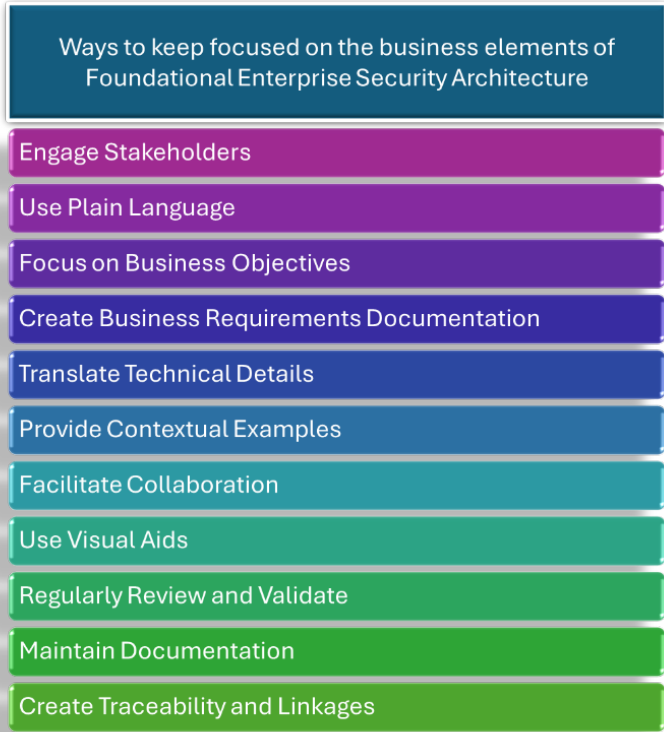 Ways to keep focused on the business elements of
Foundational Enterprise Security Architecture
Engage Stakeholders
Use Plain Language
Focus on Business Objectives
Create Business Requirements Documentation
Translate Technical Details
Provide Contextual Examples
Facilitate Collaboration
Use Visual Aids
Regularly Review and Validate
Maintain Documentation
Create Traceability and Linkages